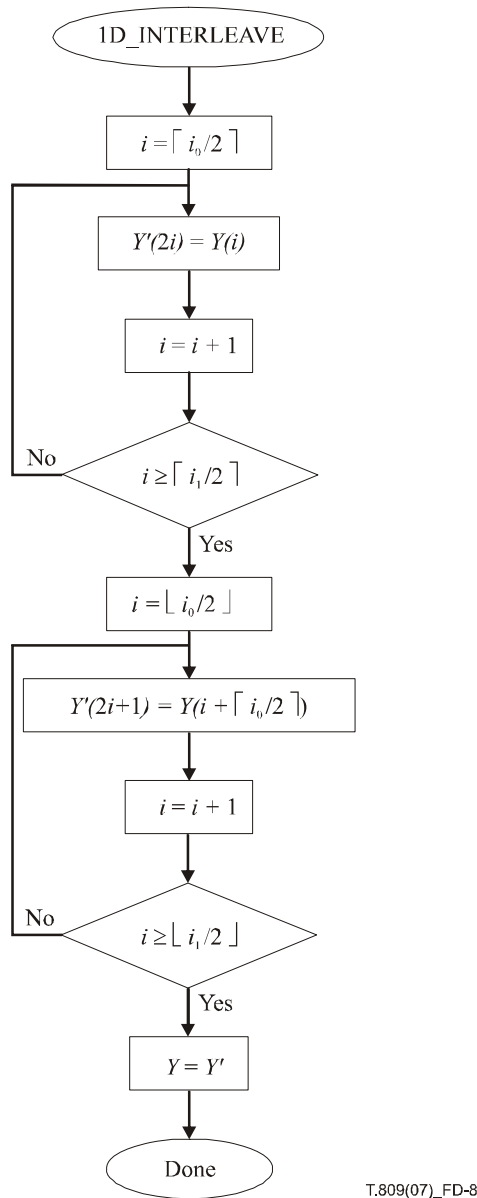 1D_INTERLEAVE
i = ⌈ i₀/2 ⌉
Y'(2i) = Y(i)
i = i + 1
No
i ≥ ⌈ i₁/2 ⌉
Yes
i = ⌊ i₀/2 ⌋
Y'(2i+1) = Y(i + ⌈ i₀/2 ⌉)
i = i + 1
No
i ≥ ⌊ i₁/2 ⌋
Yes
Y = Y'
Done
T.809(07)_FD-8